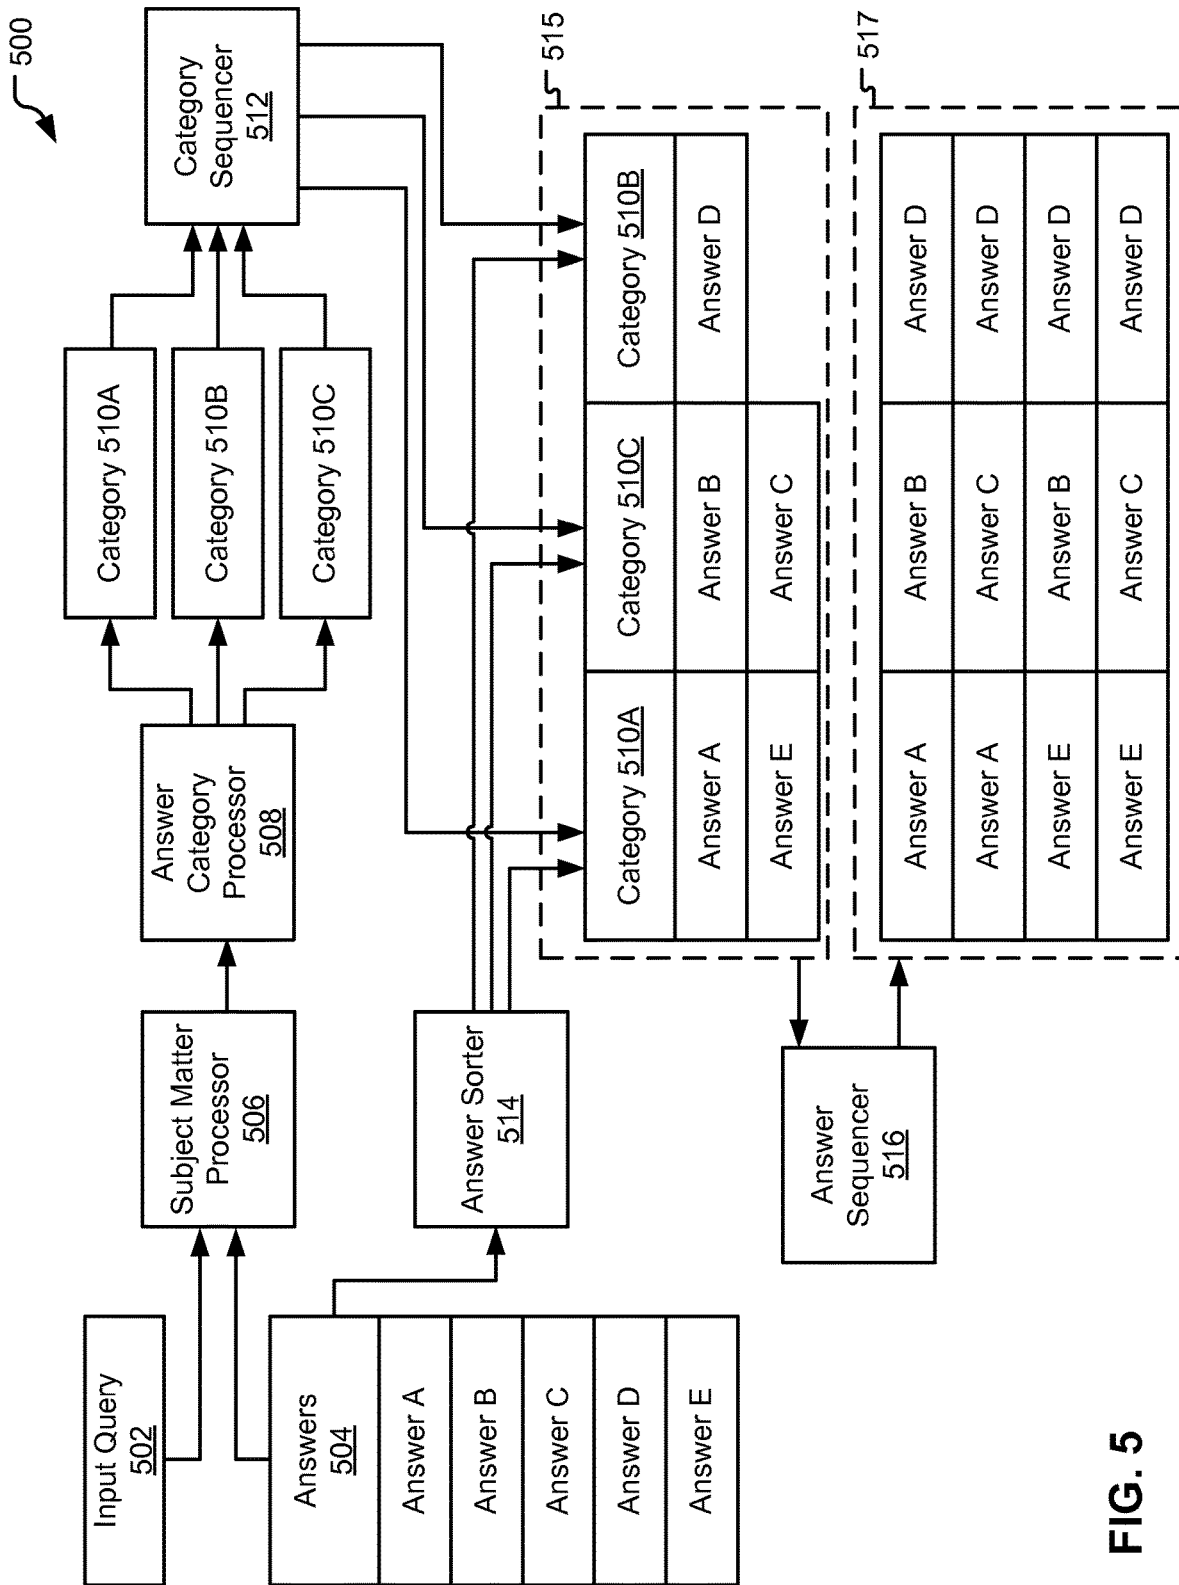 500
Input Query
502
Answers
504
Answer A
Answer B
Answer C
Answer D
Answer E
Subject Matter
Processor
506
Answer
Category
Processor
508
Category 510A
Category 510B
Category 510C
Category
Sequencer
512
Answer Sorter
514
515
Category 510A
Category 510C
Category 510B
Answer A
Answer B
Answer D
Answer E
Answer C
Answer
Sequencer
516
517
Answer A
Answer B
Answer D
Answer A
Answer C
Answer D
Answer E
Answer B
Answer D
Answer E
Answer C
Answer D
FIG. 5